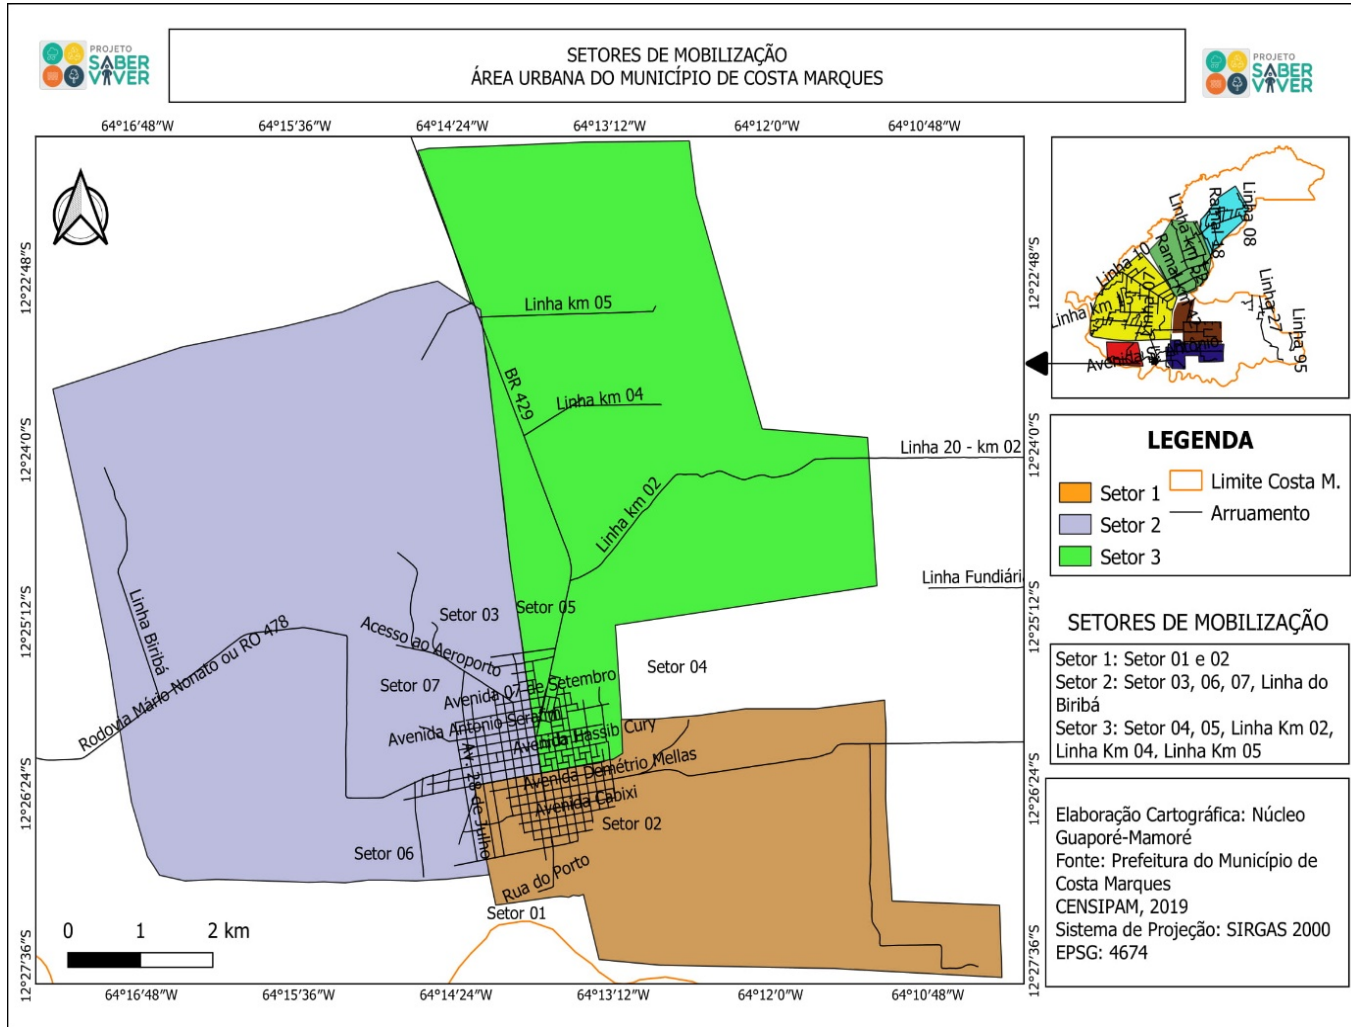 PROJETO
SABER
VIVER
SETORES DE MOBILIZAÇÃO
ÁREA URBANA DO MUNICÍPIO DE COSTA MARQUES
PROJETO
SABER
VIVER
64°16'48"W 64°15'36"W 64°14'24"W 64°13'12"W 64°12'0"W 64°10'48"W
12°22'48"S
12°24'0"S
12°25'12"S
12°26'24"S
12°27'36"S
Linha km 05
BR 429
Linha km 04
Linha 20 - km 02
Linha km 02
Linha Fundiári
Linha Biribá
Setor 03
Setor 05
Acesso ao Aeroporto
Rodovia Mário Nonato ou RO 478
Setor 04
Setor 07
Avenida 07 de Setembro
Avenida Antonio Serafim
Avenida Hassib Cury
Av. 28 de Julho
Avenida Demétrio Mellas
Avenida Cabixi
Setor 02
Setor 06
Rua do Porto
Setor 01
0 1 2 km
64°16'48"W 64°15'36"W 64°14'24"W 64°13'12"W 64°12'0"W 64°10'48"W
12°22'48"S
12°24'0"S
12°25'12"S
12°26'24"S
12°27'36"S
Linha 08
Linha 10
Linha 27
Linha 95
LEGENDA
Setor 1
Setor 2
Setor 3
Limite Costa M.
Arruamento
SETORES DE MOBILIZAÇÃO
Setor 1: Setor 01 e 02
Setor 2: Setor 03, 06, 07, Linha do
Biribá
Setor 3: Setor 04, 05, Linha Km 02,
Linha Km 04, Linha Km 05
Elaboração Cartográfica: Núcleo
Guaporé-Mamoré
Fonte: Prefeitura do Município de
Costa Marques
CENSIPAM, 2019
Sistema de Projeção: SIRGAS 2000
EPSG: 4674